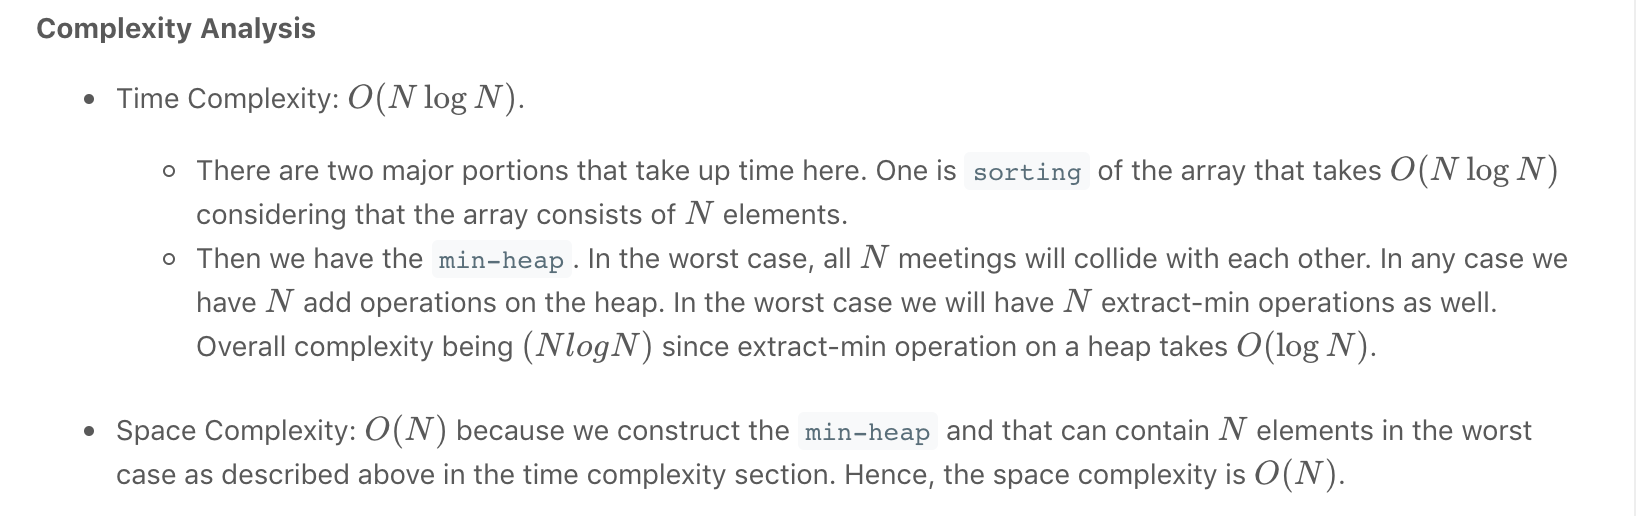 Complexity Analysis
• Time Complexity: O(N log N).
◦ There are two major portions that take up time here. One is sorting of the array that takes O(N log N)
considering that the array consists of N elements.
◦ Then we have the min-heap. In the worst case, all N meetings will collide with each other. In any case we
have N add operations on the heap. In the worst case we will have N extract-min operations as well.
Overall complexity being (NlogN) since extract-min operation on a heap takes O(log N).
• Space Complexity: O(N) because we construct the min-heap and that can contain N elements in the worst
case as described above in the time complexity section. Hence, the space complexity is O(N).